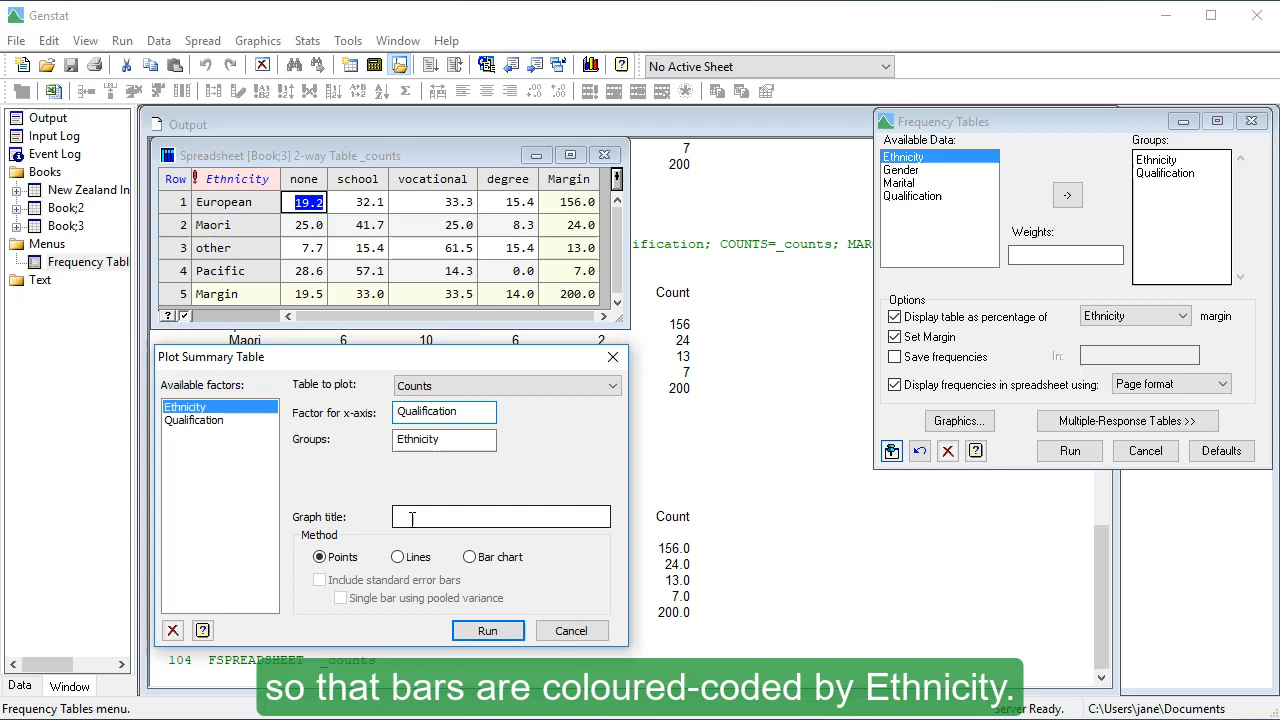 Genstat
File Edit View Run Data Spread Graphics Stats Tools Window Help
No Active Sheet
Output
Input Log
Event Log
Books
New Zealand In
Book;2
Book;3
Menus
Frequency Tabl
Text
Data Window
Output
Spreadsheet [Book;3] 2-way Table _counts
Row ! Ethnicity none school vocational degree Margin
1 European 19.2 32.1 33.3 15.4 156.0
2 Maori 25.0 41.7 25.0 8.3 24.0
3 other 7.7 15.4 61.5 15.4 13.0
4 Pacific 28.6 57.1 14.3 0.0 7.0
5 Margin 19.5 33.0 33.5 14.0 200.0
7
200
ification; COUNTS=_counts; MAR
Count
156
24
13
7
200
Maori 6 10 6 2
Count
156.0
24.0
13.0
7.0
200.0
104 FSPREADSHEET _counts
Plot Summary Table
Available factors:
Ethnicity
Qualification
Table to plot: Counts
Factor for x-axis: Qualification
Groups: Ethnicity
Graph title:
Method
Points Lines Bar chart
Include standard error bars
Single bar using pooled variance
Run Cancel
Frequency Tables
Available Data:
Ethnicity
Gender
Marital
Qualification
->
Groups:
Ethnicity
Qualification
Weights:
Options
Display table as percentage of Ethnicity margin
Set Margin
Save frequencies In:
Display frequencies in spreadsheet using: Page format
Graphics... Multiple-Response Tables >>
Run Cancel Defaults
so that bars are coloured-coded by Ethnicity.
Frequency Tables menu.
Server Ready.
C:\Users\jane\Documents